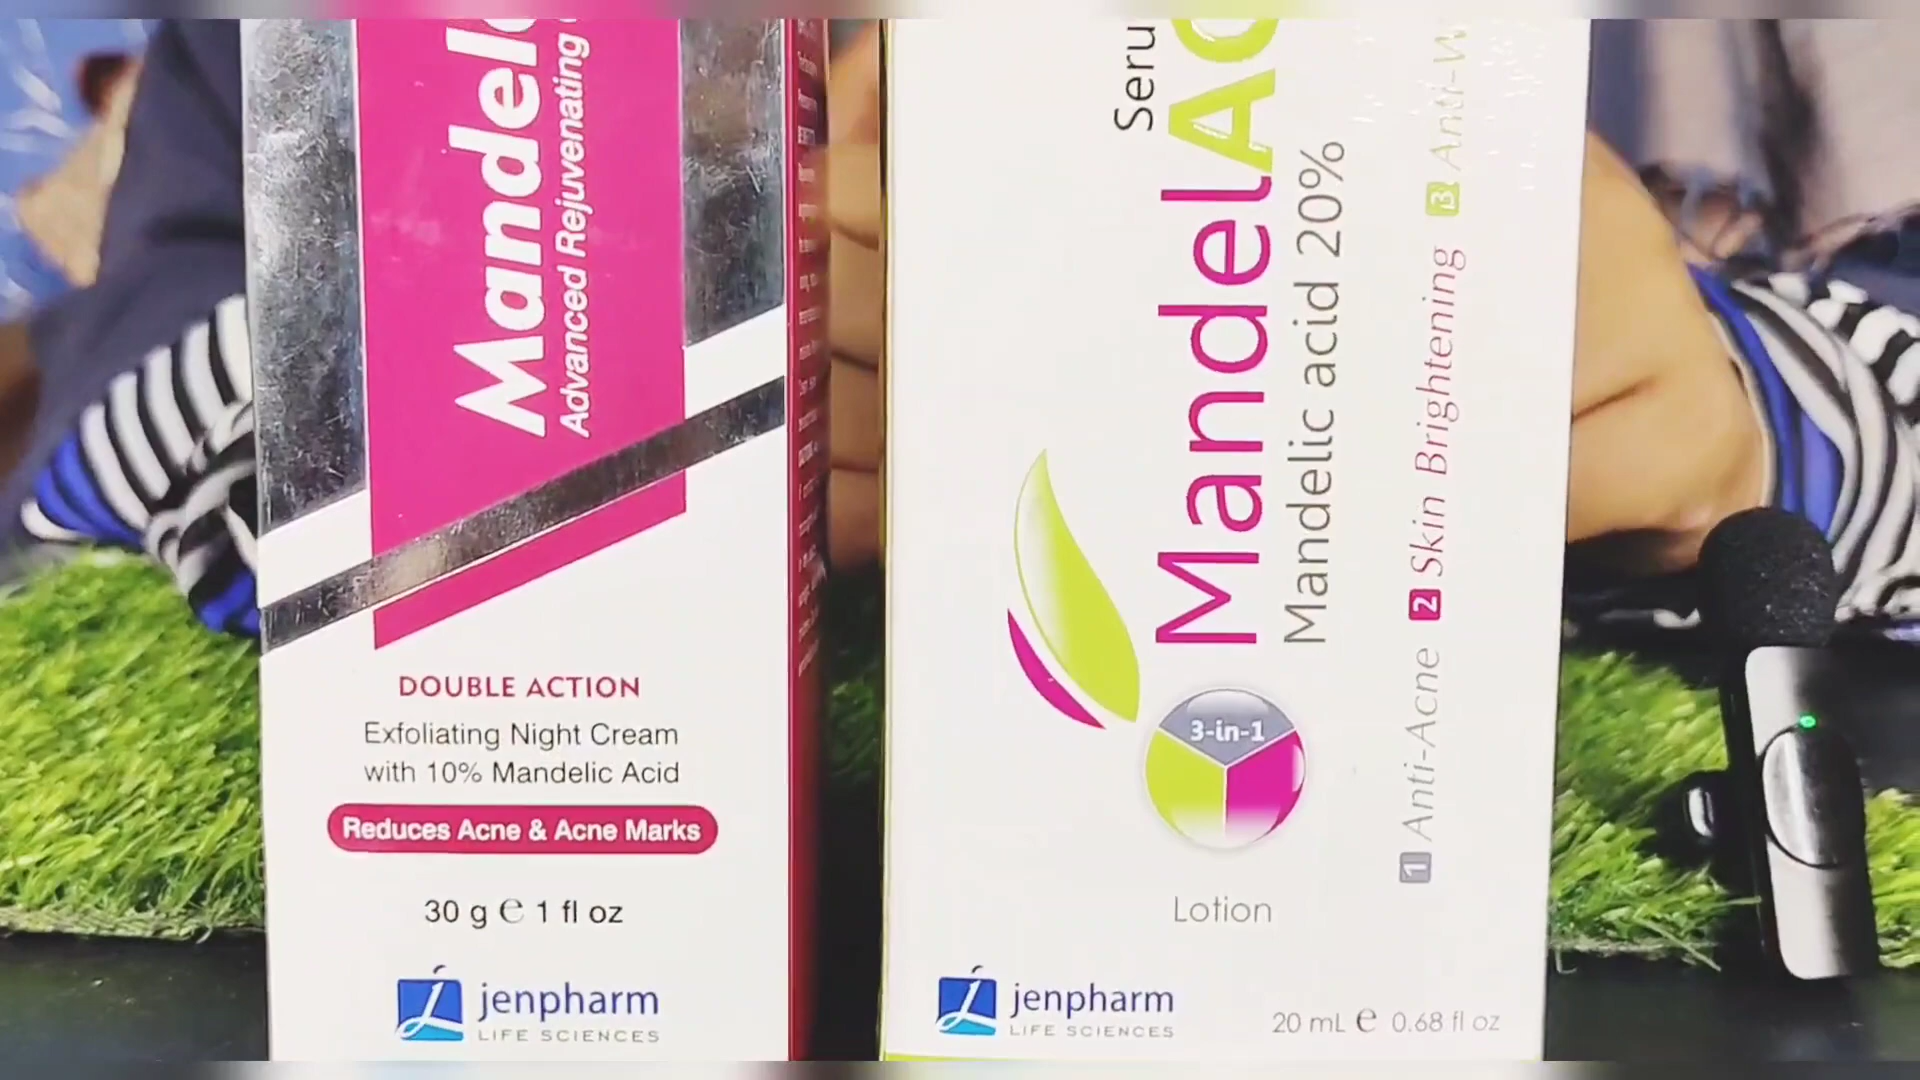 Mandel
Advanced Rejuvenating
DOUBLE ACTION
Exfoliating Night Cream
with 10% Mandelic Acid
Reduces Acne & Acne Marks
30 g e 1 fl oz
jenpharm
LIFE SCIENCES
Seru
MandelAC
Mandelic acid 20%
1 Anti-Acne 2 Skin Brightening 3 Anti-W
3-in-1
Lotion
jenpharm
LIFE SCIENCES
20 mL e 0.68 fl oz